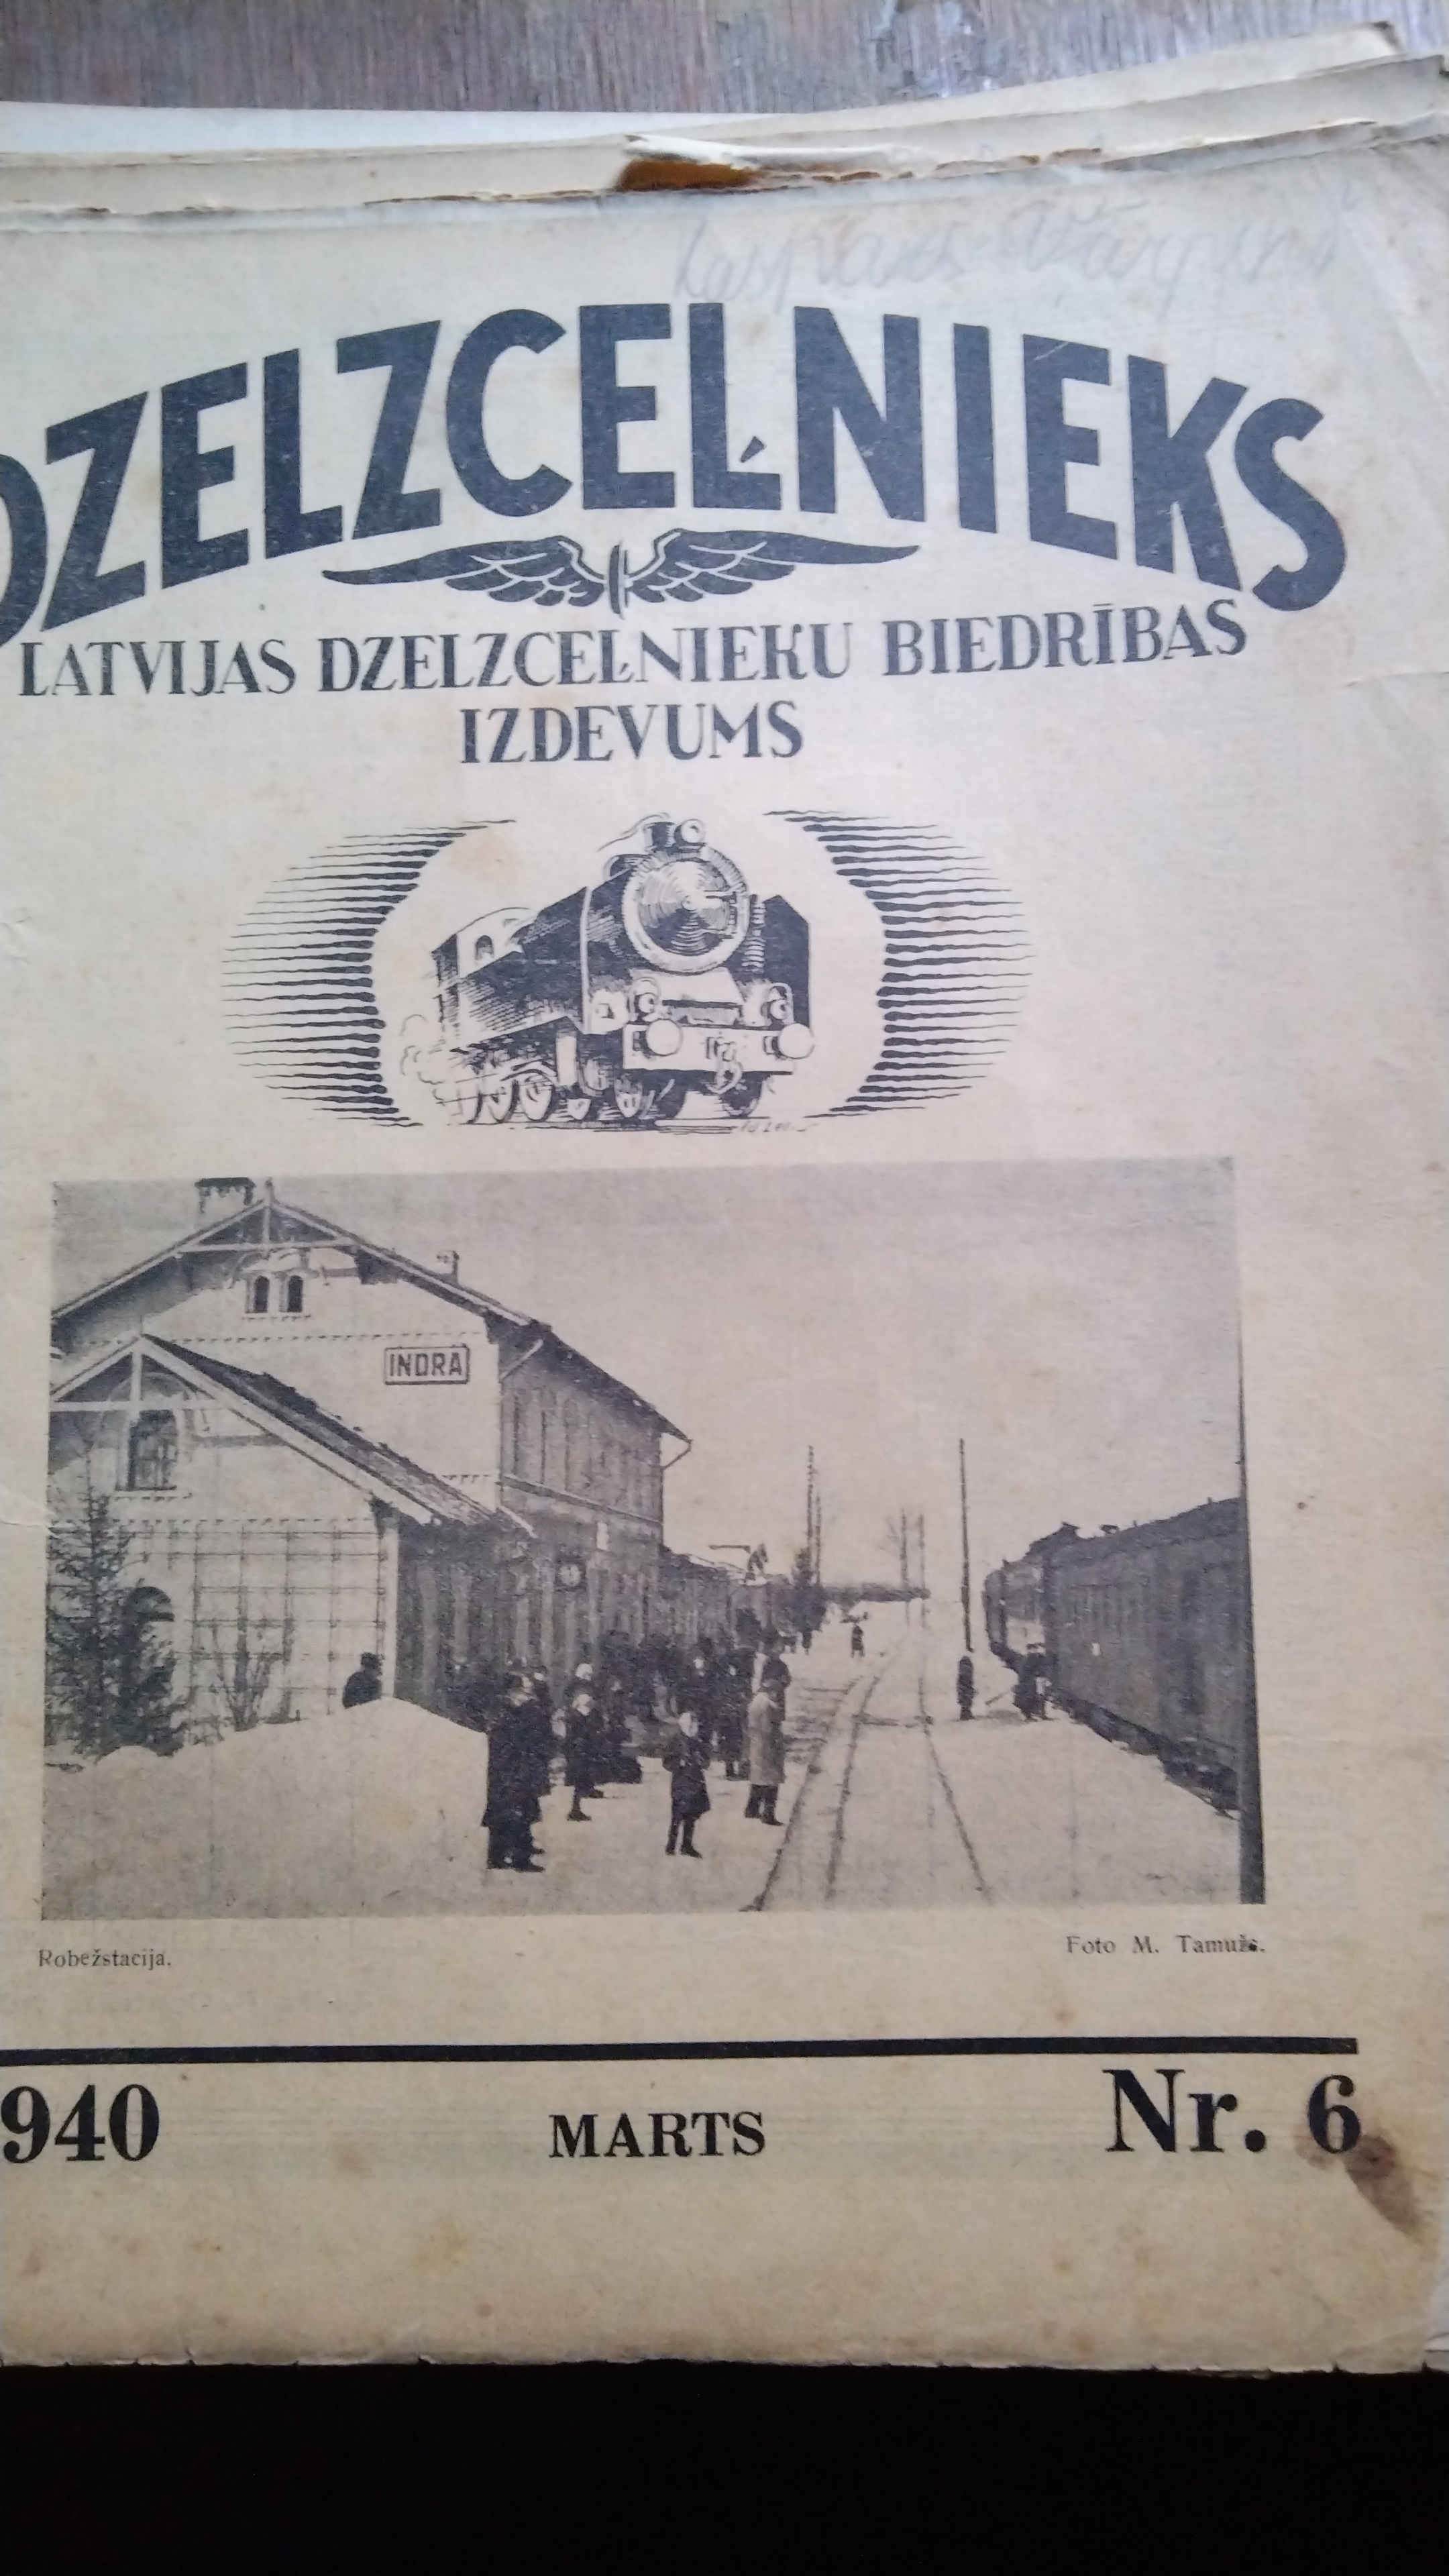 DZELZCEĻNIEKS
LATVIJAS DZELZCEĻNIEKU BIEDRĪBAS
IZDEVUMS
INDRA
Robežstacija.
Foto M. Tamužs.
940
MARTS
Nr. 6